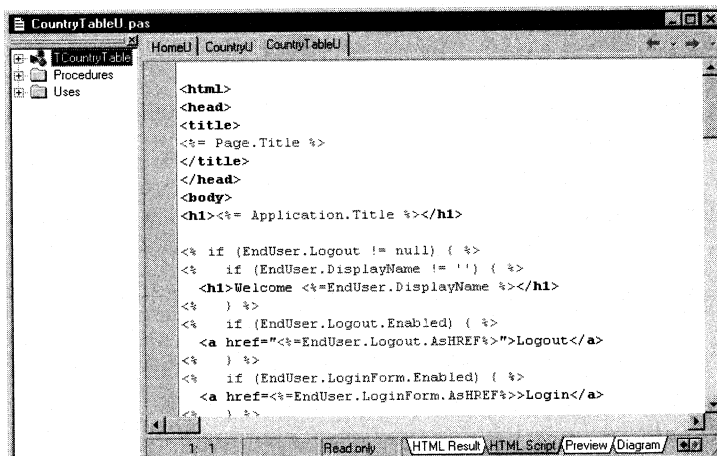 CountryTableU.pas
HomeU CountryU CountryTableU
TCountryTable
Procedures
Uses
<html>
<head>
<title>
<%= Page.Title %>
</title>
</head>
<body>
<h1><%= Application.Title %></h1>
<% if (EndUser.Logout != null) { %>
<%    if (EndUser.DisplayName != '') { %>
  <h1>Welcome <%=EndUser.DisplayName %></h1>
<%    } %>
<%    if (EndUser.Logout.Enabled) { %>
  <a href="<%=EndUser.Logout.AsHREF%>">Logout</a>
<%    } %>
<%    if (EndUser.LoginForm.Enabled) { %>
  <a href=<%=EndUser.LoginForm.AsHREF%>>Login</a>
<%    } %>
1: 1 Read only HTML Result HTML Script Preview Diagram